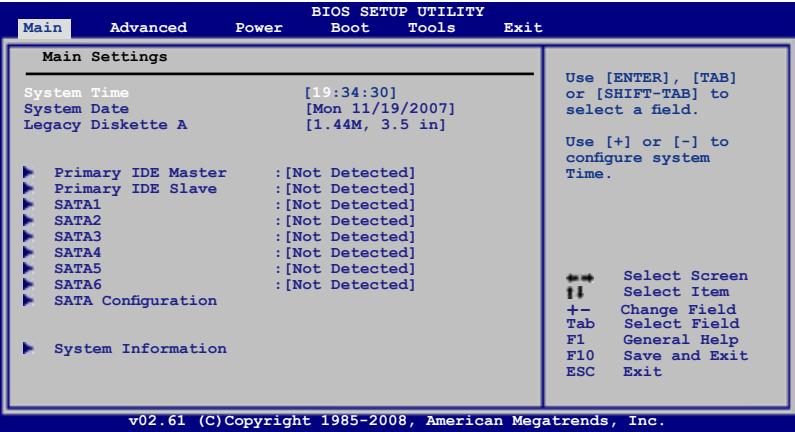 BIOS SETUP UTILITY
Main Advanced Power Boot Tools Exit
Main Settings
System Time [19:34:30]
System Date [Mon 11/19/2007]
Legacy Diskette A [1.44M, 3.5 in]
Primary IDE Master :[Not Detected]
Primary IDE Slave :[Not Detected]
SATA1 :[Not Detected]
SATA2 :[Not Detected]
SATA3 :[Not Detected]
SATA4 :[Not Detected]
SATA5 :[Not Detected]
SATA6 :[Not Detected]
SATA Configuration
System Information
Use [ENTER], [TAB]
or [SHIFT-TAB] to
select a field.
Use [+] or [-] to
configure system
Time.
←→ Select Screen
↑↓ Select Item
+- Change Field
Tab Select Field
F1 General Help
F10 Save and Exit
ESC Exit
v02.61 (C)Copyright 1985-2008, American Megatrends, Inc.